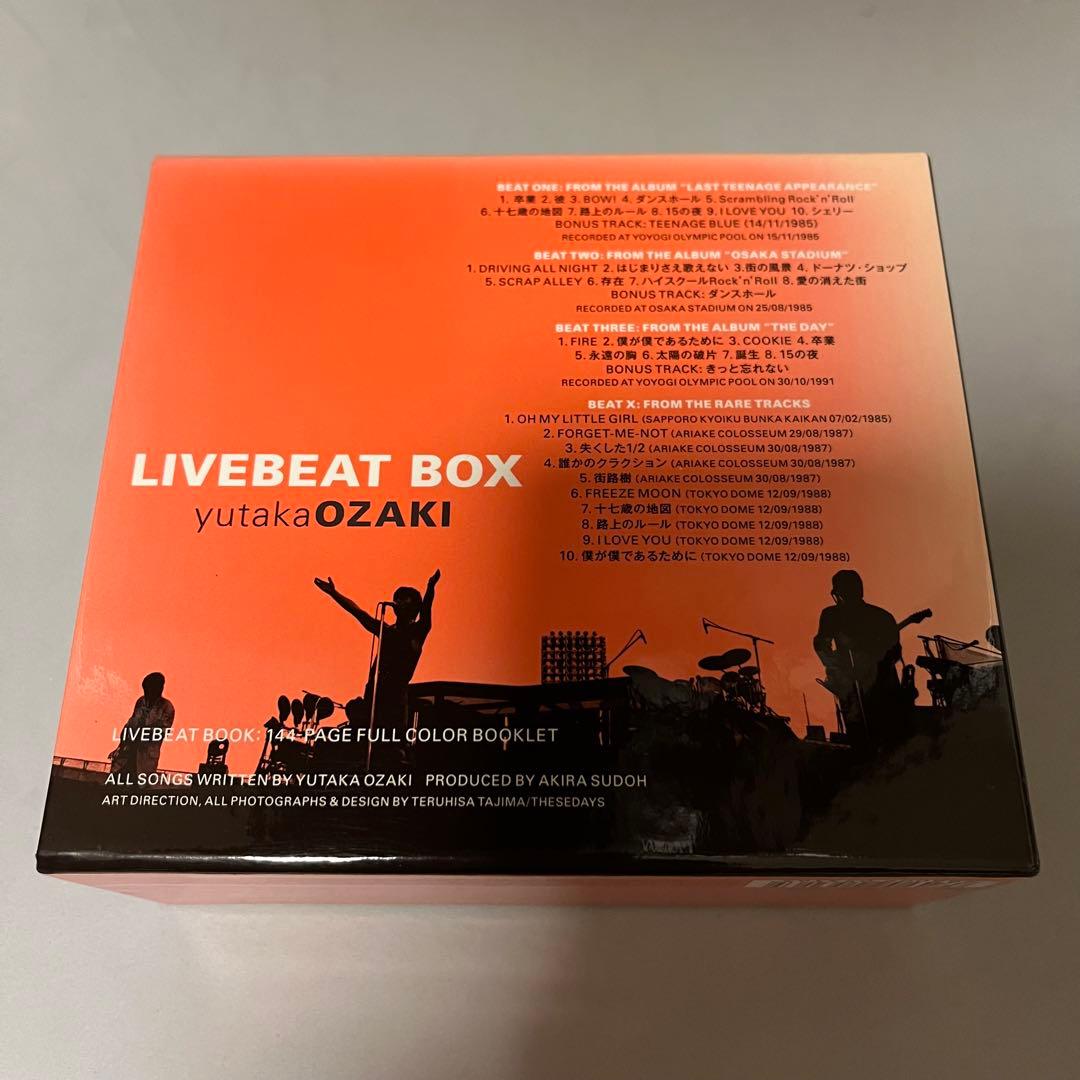 BEAT ONE: FROM THE ALBUM "LAST TEENAGE APPEARANCE"
1. 卒業 2. 彼 3. BOW! 4. ダンスホール 5. Scrambling Rock'n'Roll
6. 十七歳の地図 7. 路上のルール 8. 15の夜 9. I LOVE YOU 10. シェリー
BONUS TRACK: TEENAGE BLUE (14/11/1985)
RECORDED AT YOYOGI OLYMPIC POOL ON 15/11/1985
BEAT TWO: FROM THE ALBUM "OSAKA STADIUM"
1. DRIVING ALL NIGHT 2. はじまりさえ歌えない 3. 街の風景 4. ドーナツ・ショップ
5. SCRAP ALLEY 6. 存在 7. ハイスクールRock'n'Roll 8. 愛の消えた街
BONUS TRACK: ダンスホール
RECORDED AT OSAKA STADIUM ON 25/08/1985
BEAT THREE: FROM THE ALBUM "THE DAY"
1. FIRE 2. 僕が僕であるために 3. COOKIE 4. 卒業
5. 永遠の胸 6. 太陽の破片 7. 誕生 8. 15の夜
BONUS TRACK: きっと忘れない
RECORDED AT YOYOGI OLYMPIC POOL ON 30/10/1991
BEAT X: FROM THE RARE TRACKS
1. OH MY LITTLE GIRL (SAPPORO KYOIKU BUNKA KAIKAN 07/02/1985)
2. FORGET-ME-NOT (ARIAKE COLOSSEUM 29/08/1987)
3. 失くした1/2 (ARIAKE COLOSSEUM 30/08/1987)
4. 誰かのクラクション (ARIAKE COLOSSEUM 30/08/1987)
5. 街路樹 (ARIAKE COLOSSEUM 30/08/1987)
6. FREEZE MOON (TOKYO DOME 12/09/1988)
7. 十七歳の地図 (TOKYO DOME 12/09/1988)
8. 路上のルール (TOKYO DOME 12/09/1988)
9. I LOVE YOU (TOKYO DOME 12/09/1988)
10. 僕が僕であるために (TOKYO DOME 12/09/1988)
LIVEBEAT BOX
yutakaOZAKI
LIVEBEAT BOOK: 144-PAGE FULL COLOR BOOKLET
ALL SONGS WRITTEN BY YUTAKA OZAKI PRODUCED BY AKIRA SUDOH
ART DIRECTION, ALL PHOTOGRAPHS & DESIGN BY TERUHISA TAJIMA/THESEDAYS